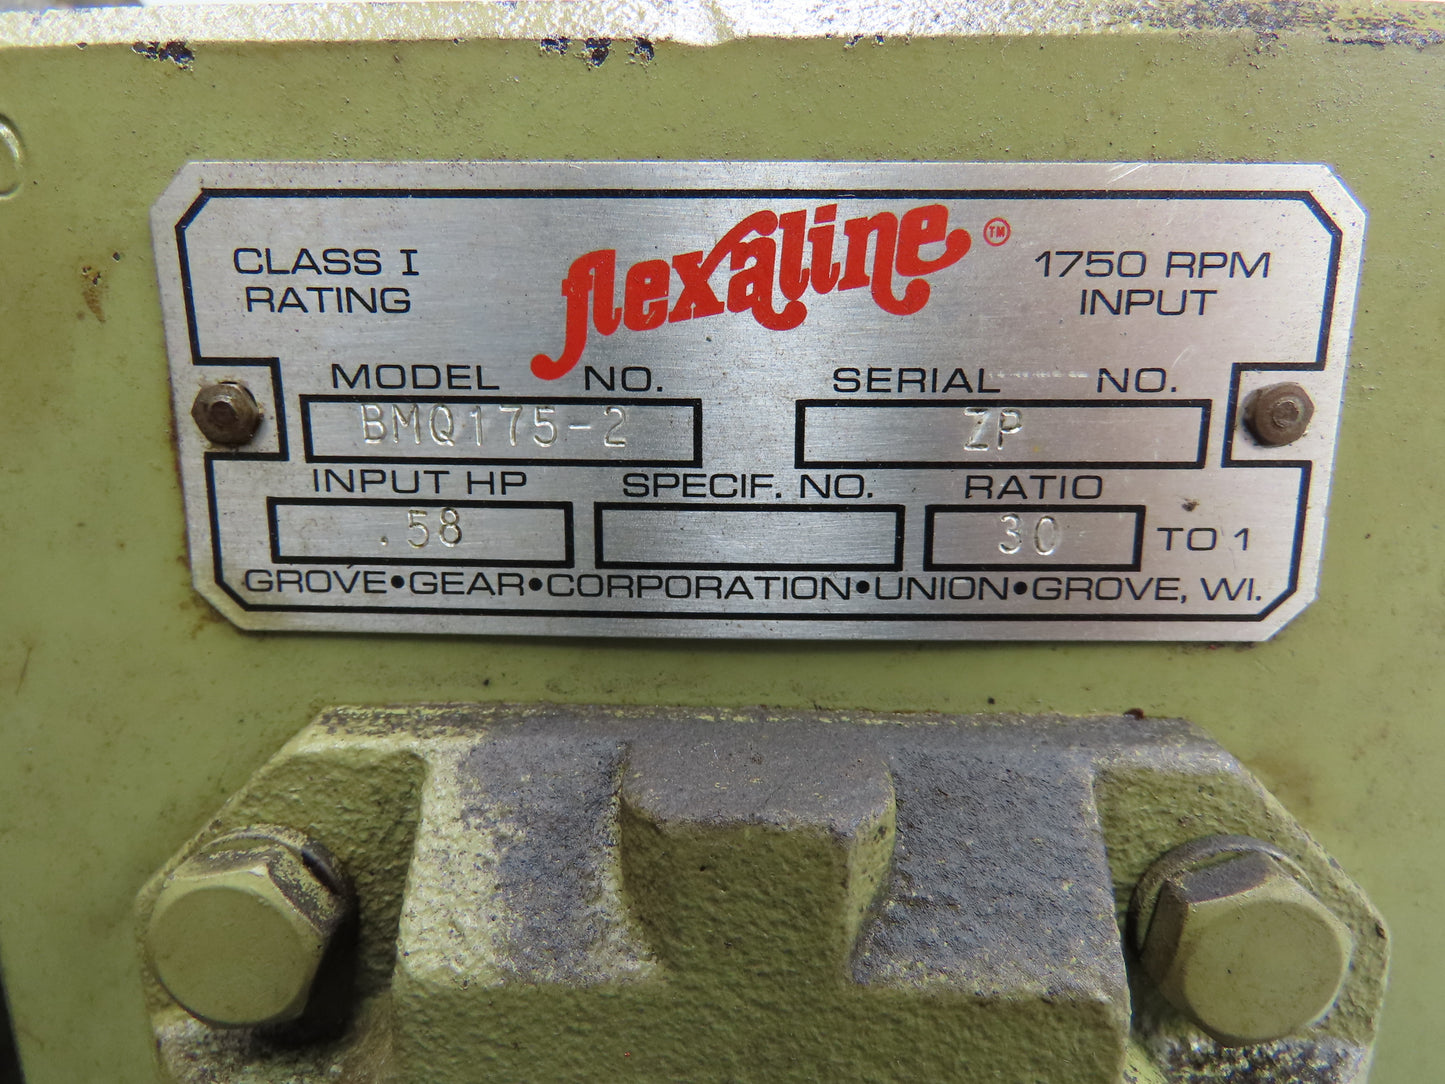 flexaline TM
CLASS I
RATING
1750 RPM
INPUT
MODEL NO.
BMQ175-2
SERIAL NO.
ZP
INPUT HP
.58
SPECIF. NO.
RATIO
30 TO 1
GROVE•GEAR•CORPORATION•UNION•GROVE, WI.